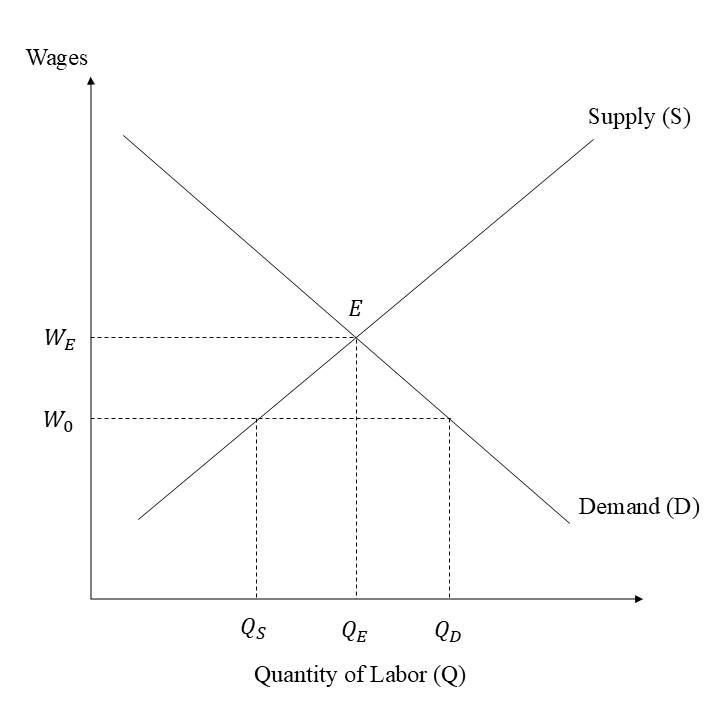 Wages
Supply (S)
E
W_E
W_0
Demand (D)
Q_S Q_E Q_D
Quantity of Labor (Q)